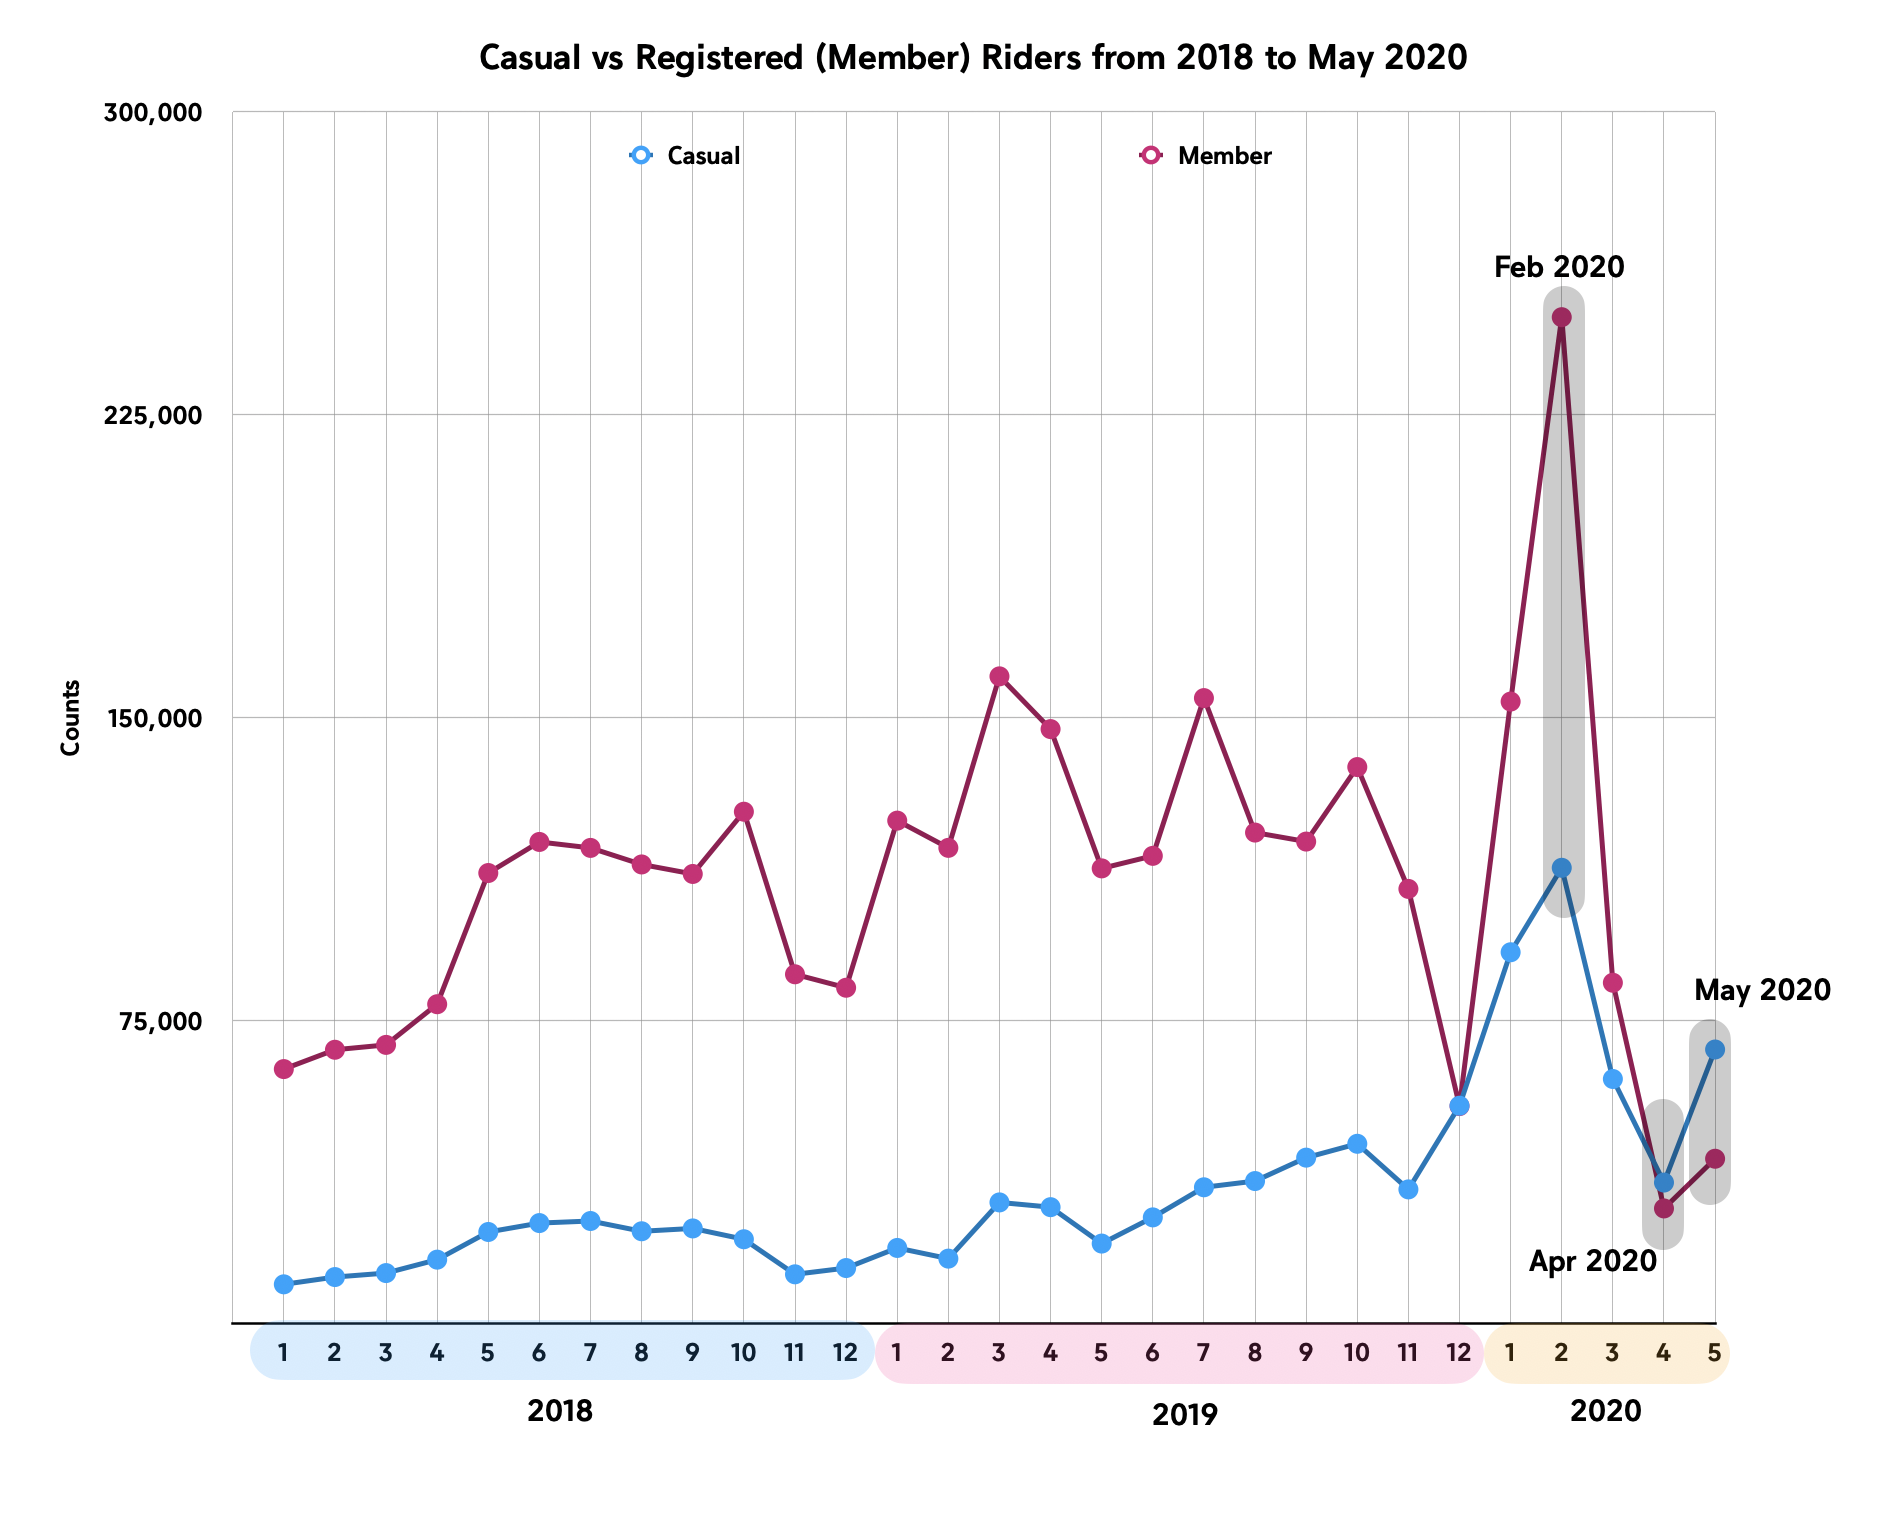 Casual vs Registered (Member) Riders from 2018 to May 2020
300,000
Casual Member
Feb 2020
225,000
150,000
Counts
May 2020
75,000
Apr 2020
1 2 3 4 5 6 7 8 9 10 11 12 1 2 3 4 5 6 7 8 9 10 11 12 1 2 3 4 5
2018 2019 2020